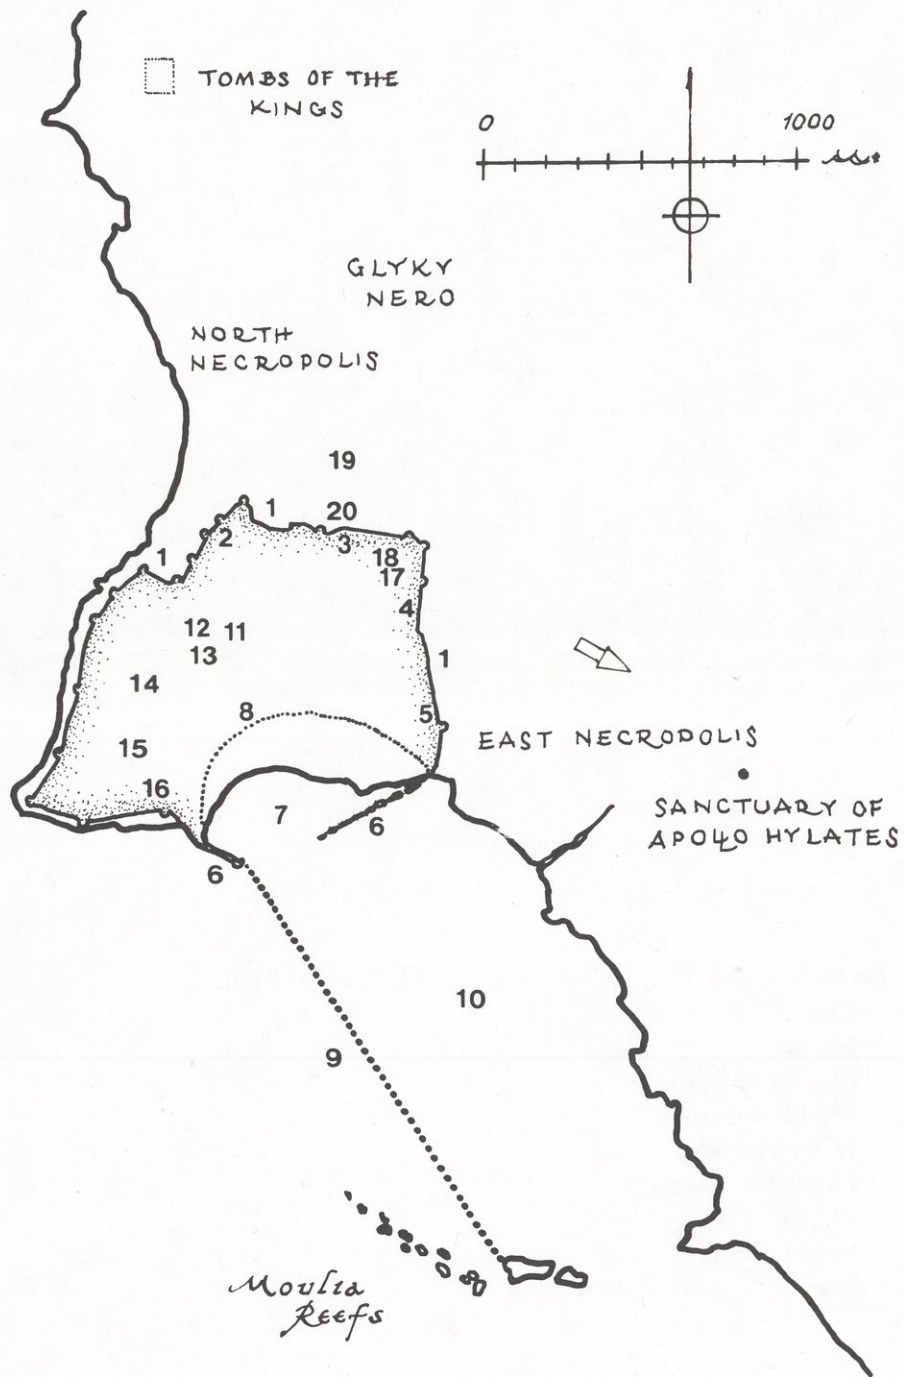 TOMBS OF THE
KINGS
0 1000
GLYKY
NERO
NORTH
NECROPOLIS
19
1
20
2
3
1
18
17
4
12
11
13
1
14
8
5
EAST NECROPOLIS
15
16
7
6
SANCTUARY OF
APOLLO HYLATES
6
10
9
Moulia
Reefs